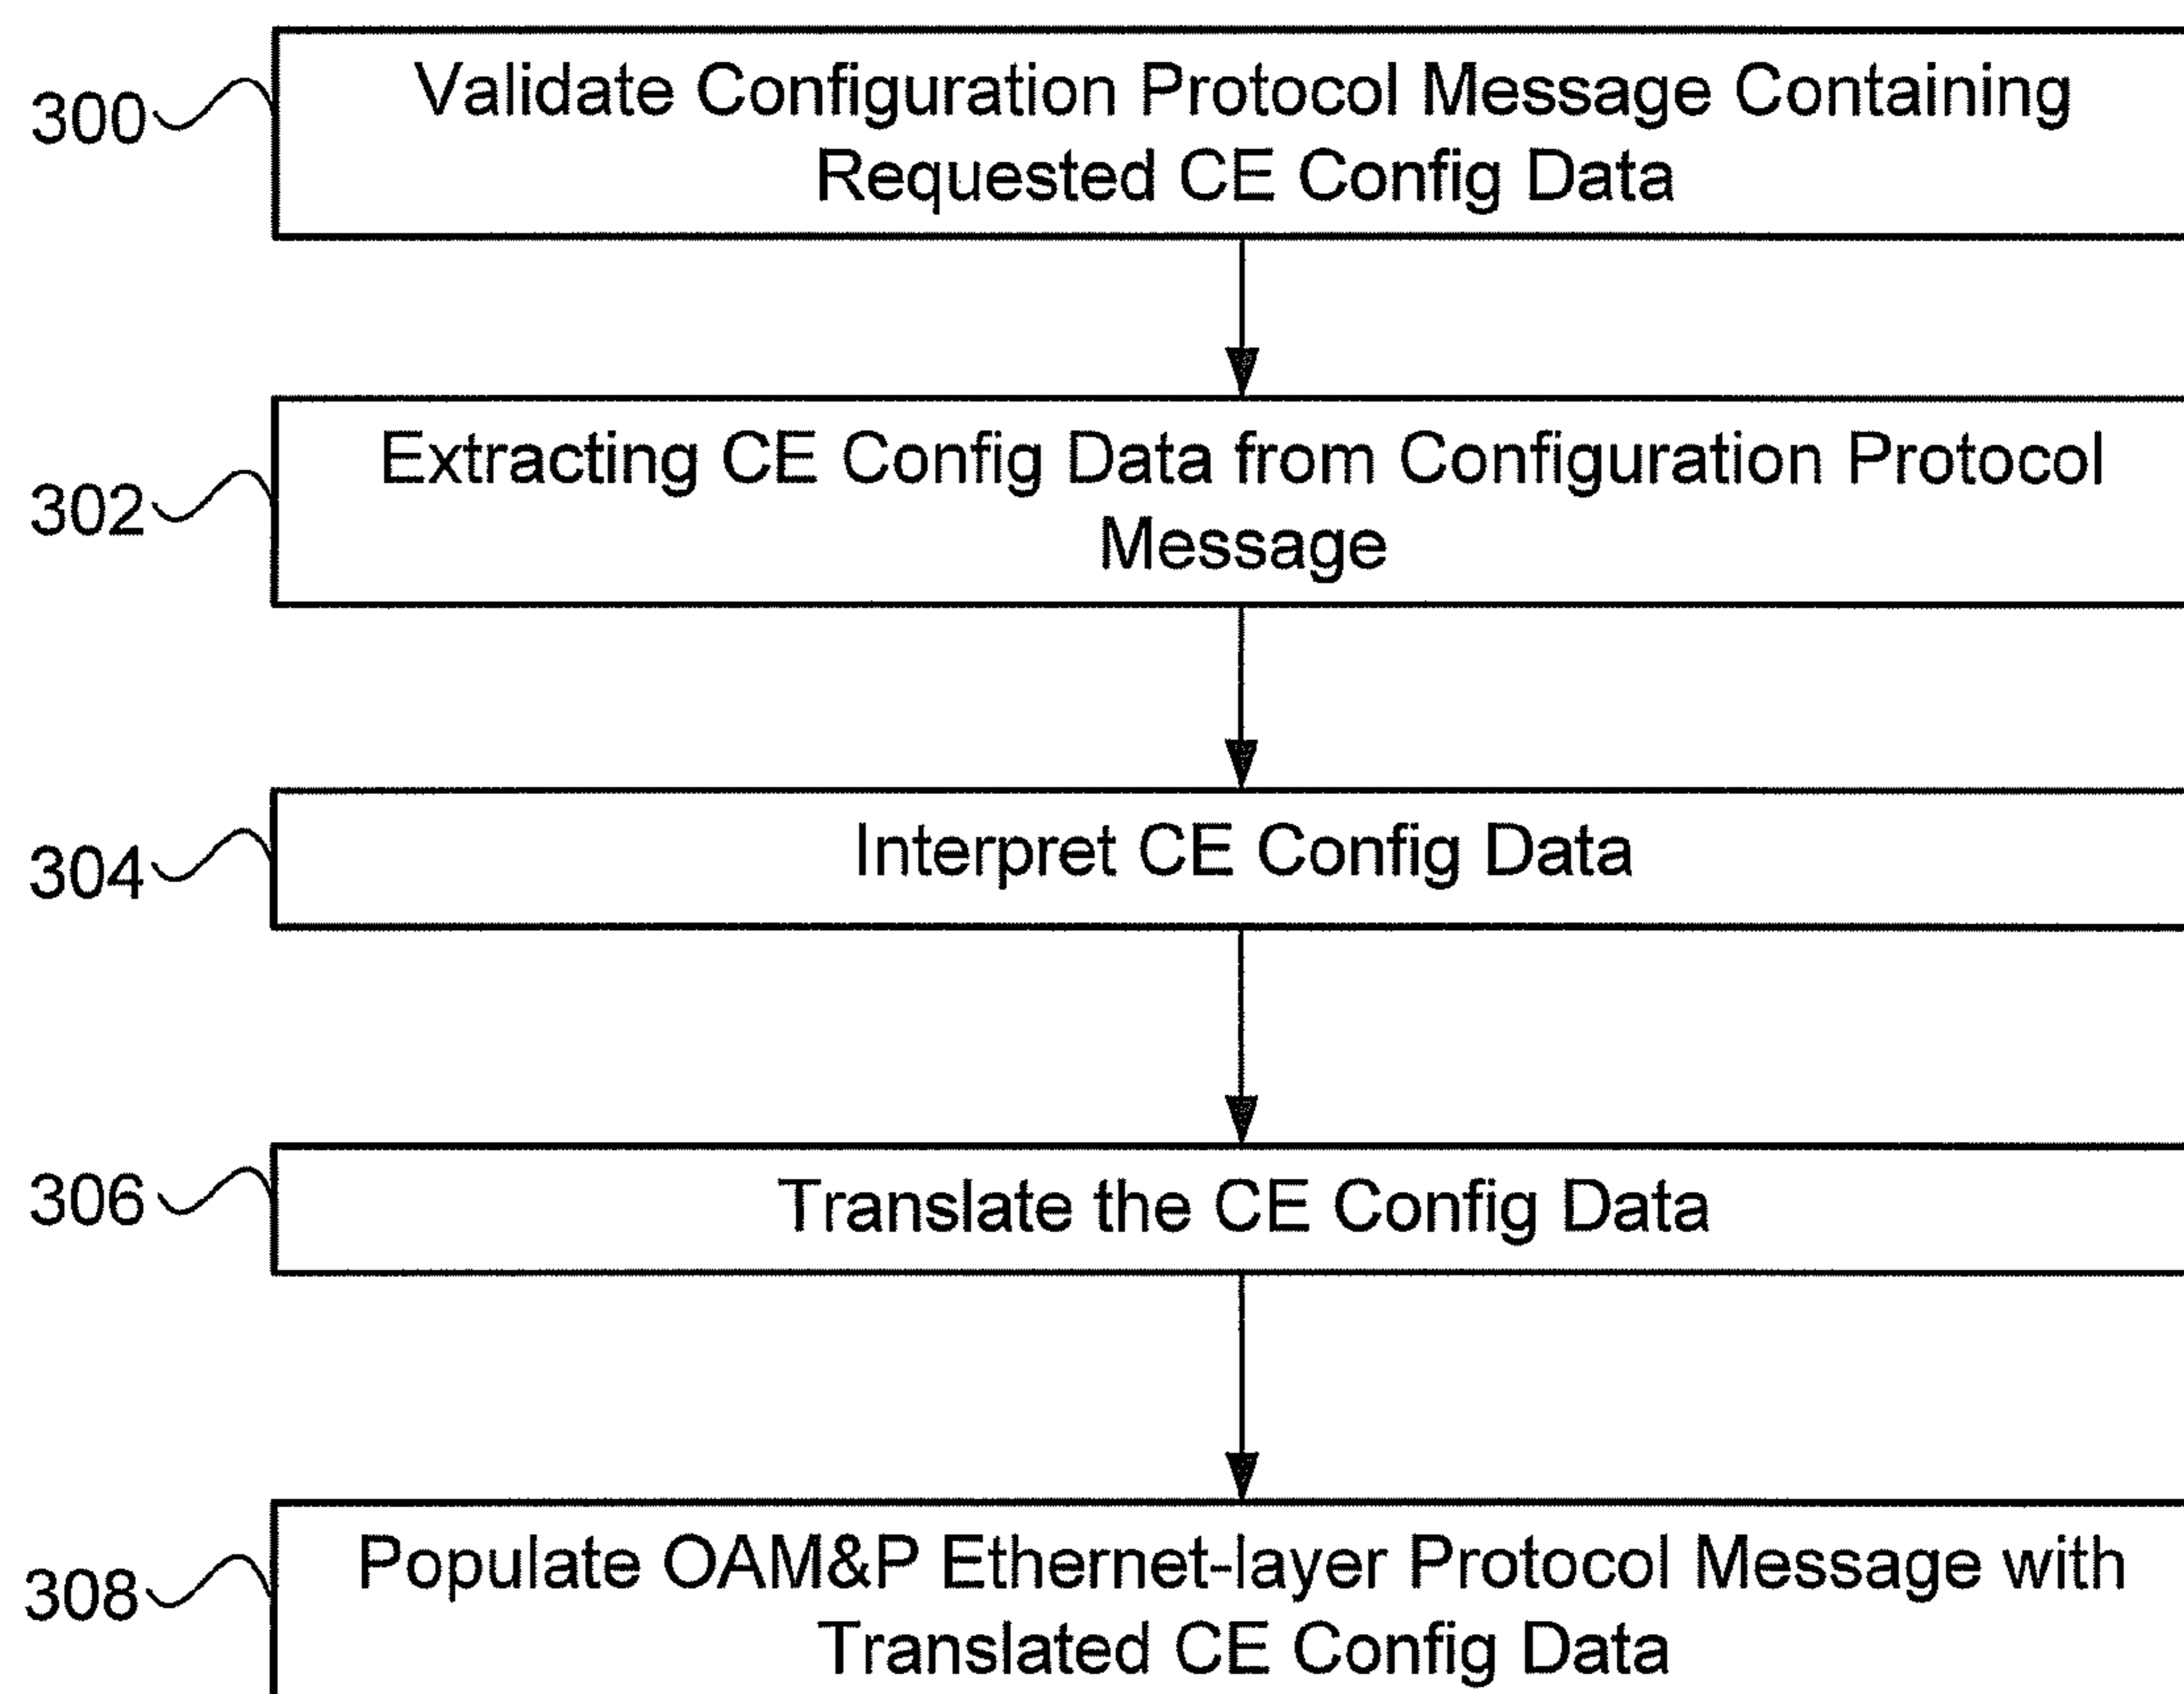 300
Validate Configuration Protocol Message Containing
Requested CE Config Data
302
Extracting CE Config Data from Configuration Protocol
Message
304
Interpret CE Config Data
306
Translate the CE Config Data
308
Populate OAM&P Ethernet-layer Protocol Message with
Translated CE Config Data